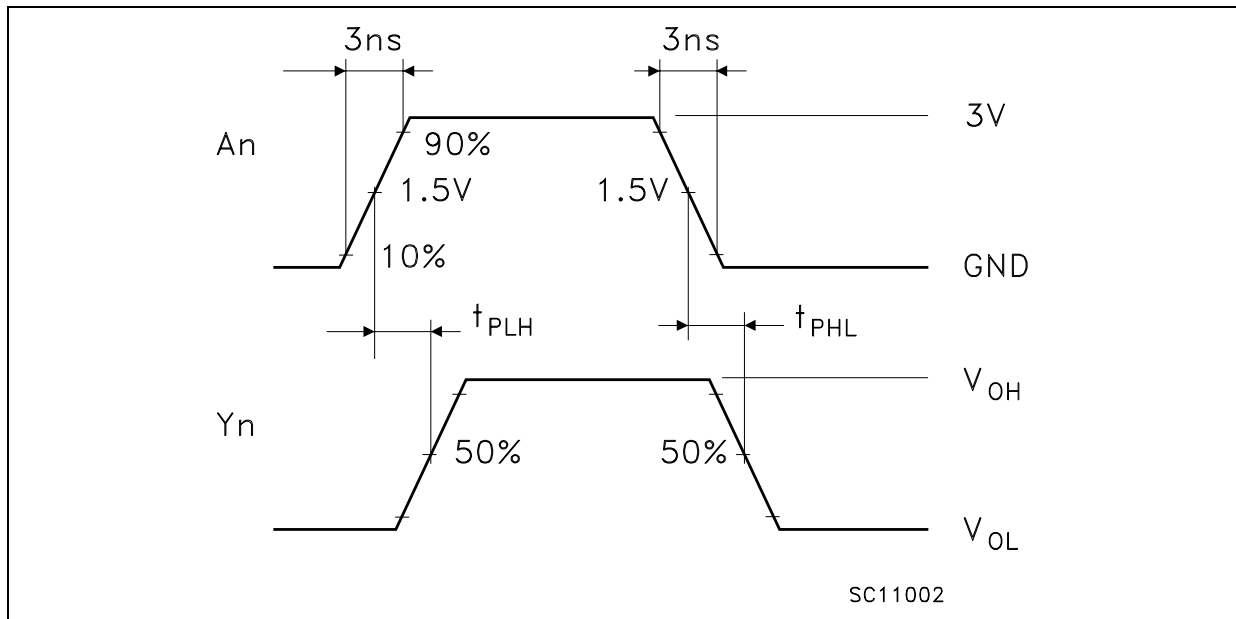 3ns 3ns
3V
An
90%
1.5V 1.5V
10%
GND
tPLH tPHL
VOH
Yn
50% 50%
VOL
SC11002